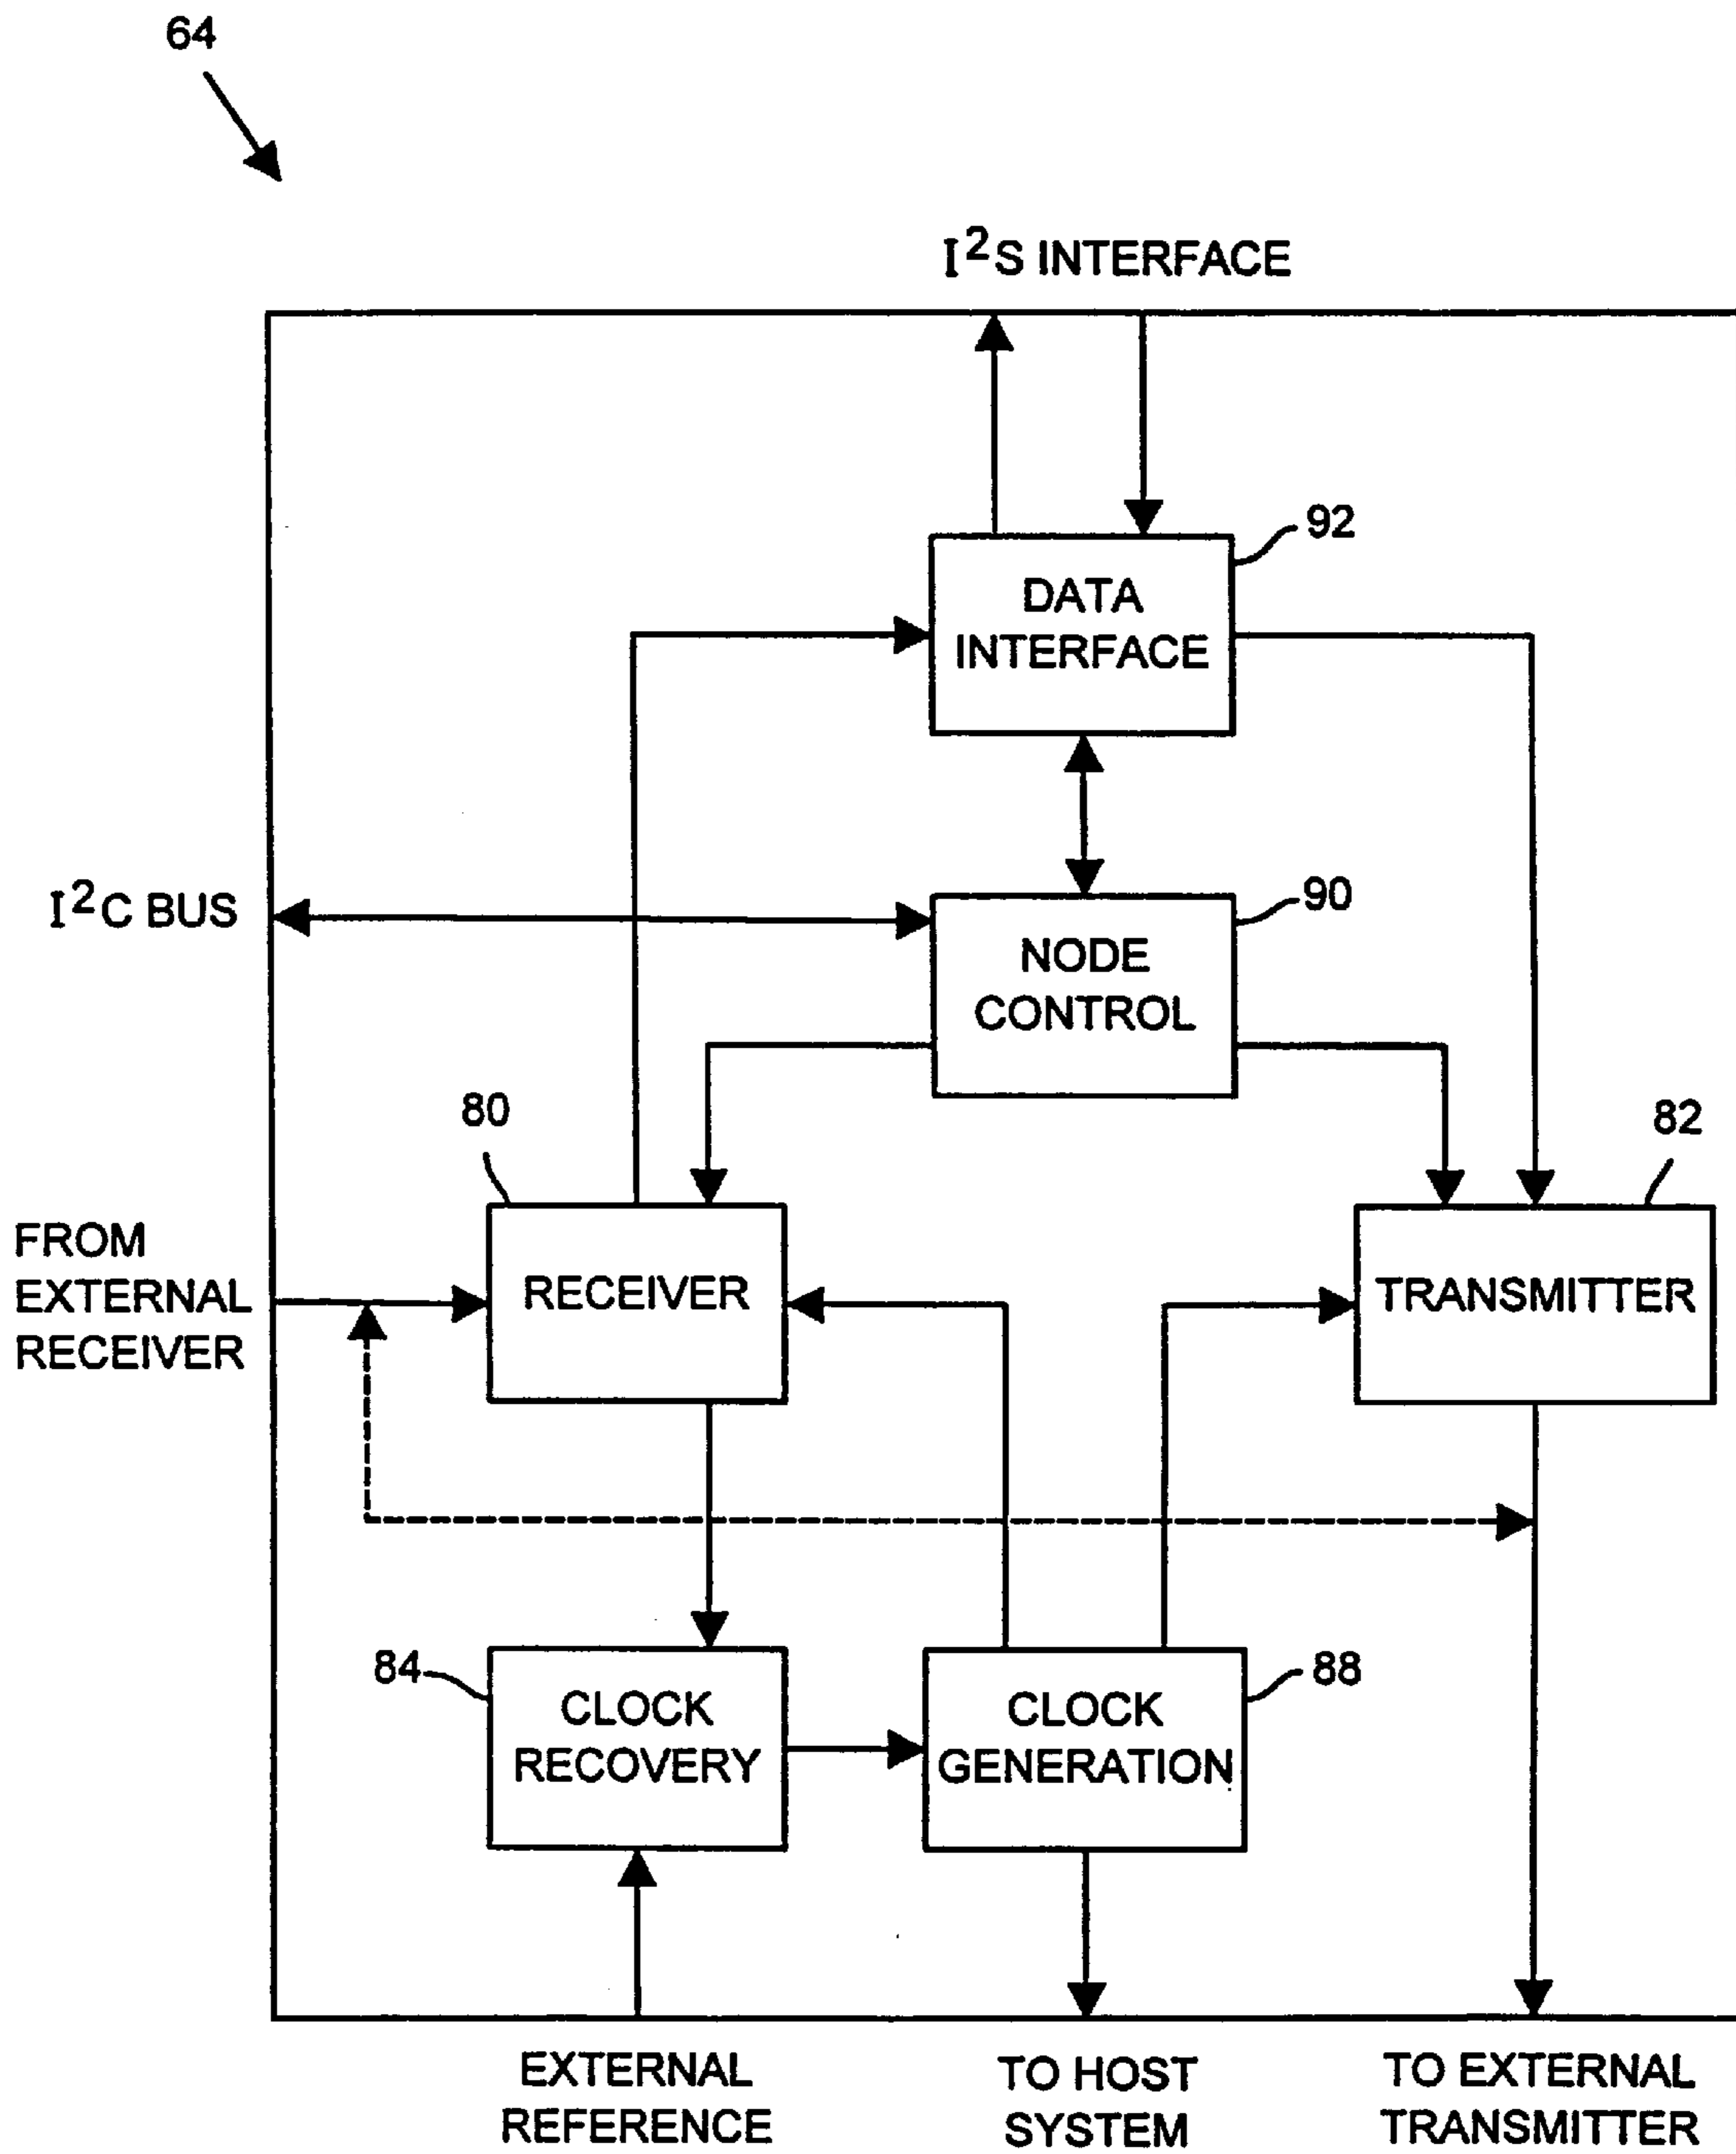 64
I²S INTERFACE
92
DATA
INTERFACE
I²C BUS
90
NODE
CONTROL
80
82
FROM
EXTERNAL
RECEIVER
RECEIVER
TRANSMITTER
84
CLOCK
RECOVERY
88
CLOCK
GENERATION
EXTERNAL
REFERENCE
TO HOST
SYSTEM
TO EXTERNAL
TRANSMITTER